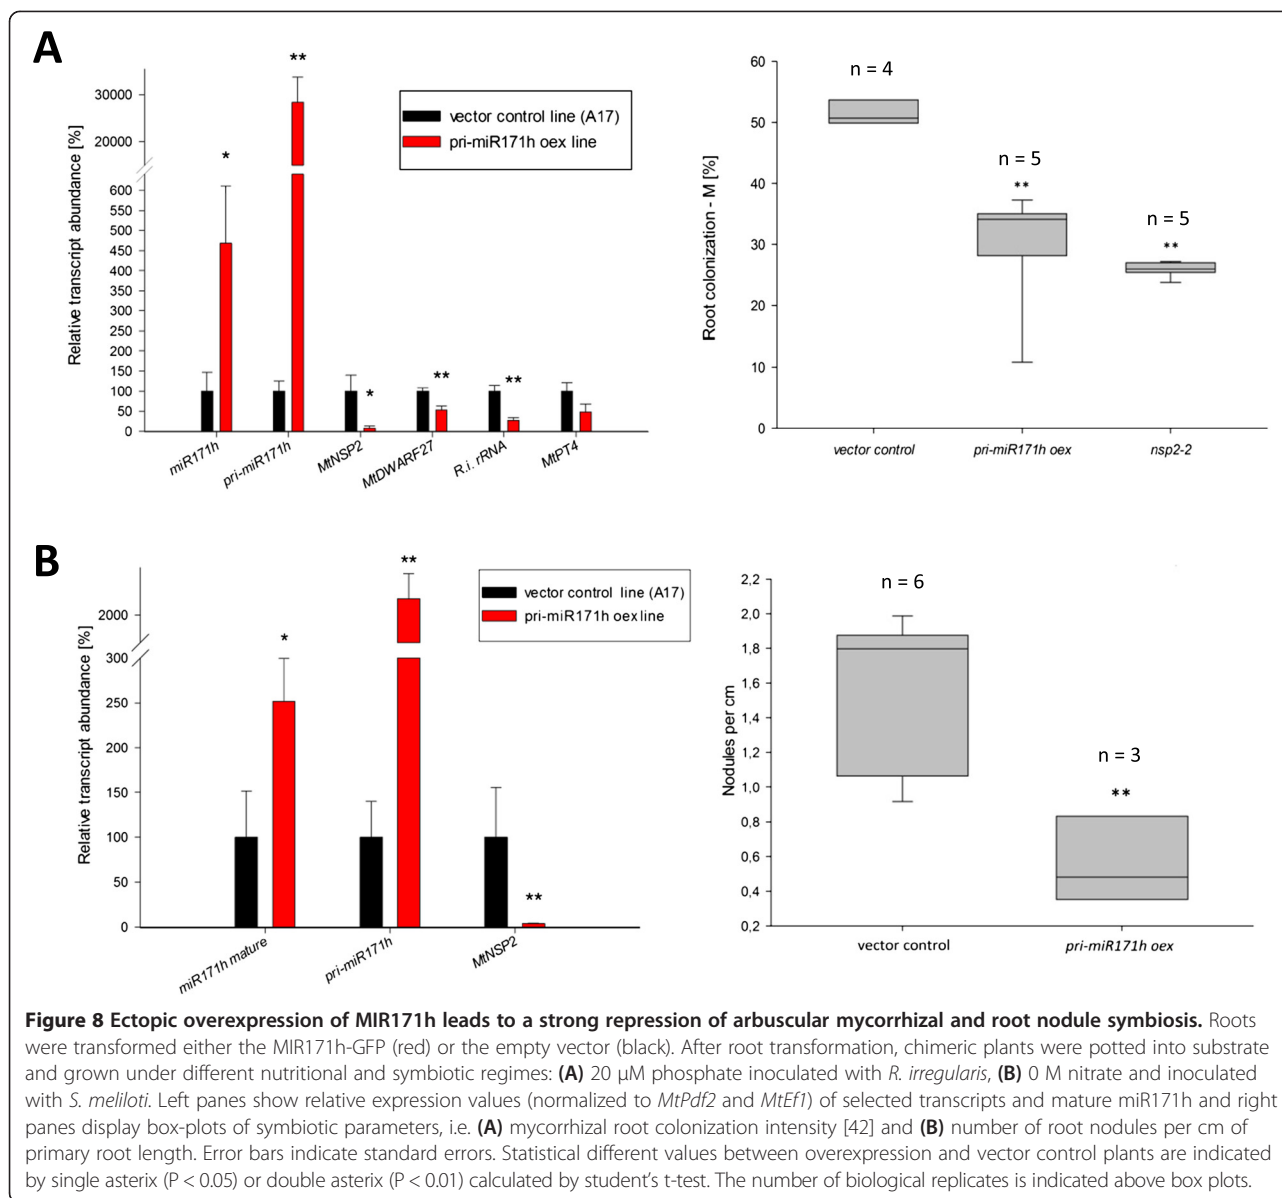 A
Relative transcript abundance [%]
30000
20000
600
550
500
450
400
350
300
250
200
150
100
50
0
*
**
*
**
**
miR171h
pri-miR171h
MtNSP2
MtDWARF27
R.i. rRNA
MtPT4
vector control line (A17)
pri-miR171h oex line
Root colonization - M [%]
60
50
40
30
20
10
0
n = 4
n = 5
**
n = 5
**
vector control
pri-miR171h oex
nsp2-2
B
Relative transcript abundance [%]
2000
300
250
200
150
100
50
0
*
**
**
miR171h mature
pri-miR171h
MtNSP2
vector control line (A17)
pri-miR171h oex line
Nodules per cm
2,2
2,0
1,8
1,6
1,4
1,2
1,0
0,8
0,6
0,4
0,2
n = 6
n = 3
**
vector control
pri-miR171h oex
Figure 8 Ectopic overexpression of MIR171h leads to a strong repression of arbuscular mycorrhizal and root nodule symbiosis. Roots
were transformed either the MIR171h-GFP (red) or the empty vector (black). After root transformation, chimeric plants were potted into substrate
and grown under different nutritional and symbiotic regimes: (A) 20 μM phosphate inoculated with R. irregularis, (B) 0 M nitrate and inoculated
with S. meliloti. Left panes show relative expression values (normalized to MtPdf2 and MtEf1) of selected transcripts and mature miR171h and right
panes display box-plots of symbiotic parameters, i.e. (A) mycorrhizal root colonization intensity [42] and (B) number of root nodules per cm of
primary root length. Error bars indicate standard errors. Statistical different values between overexpression and vector control plants are indicated
by single asterix (P < 0.05) or double asterix (P < 0.01) calculated by student's t-test. The number of biological replicates is indicated above box plots.